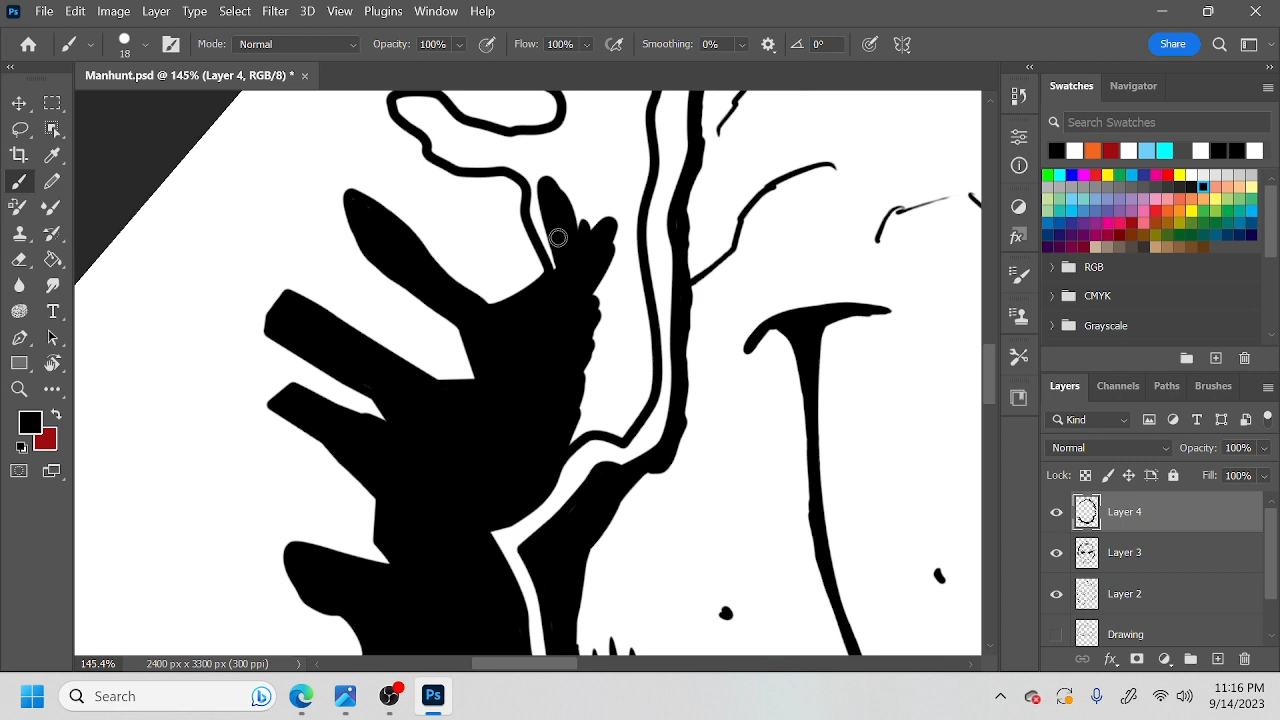 Ps File Edit Image Layer Type Select Filter 3D View Plugins Window Help
18 Mode: Normal Opacity: 100% Flow: 100% Smoothing: 0% 0° Share
Manhunt.psd @ 145% (Layer 4, RGB/8) * ×
Swatches Navigator
Search Swatches
RGB
CMYK
Grayscale
Layers Channels Paths Brushes
Kind
Normal Opacity: 100%
Lock: Fill: 100%
Layer 4
Layer 3
Layer 2
Drawing
145.4% 2400 px x 3300 px (300 ppi)
Search Ps 11:16 PM
9/14/2023